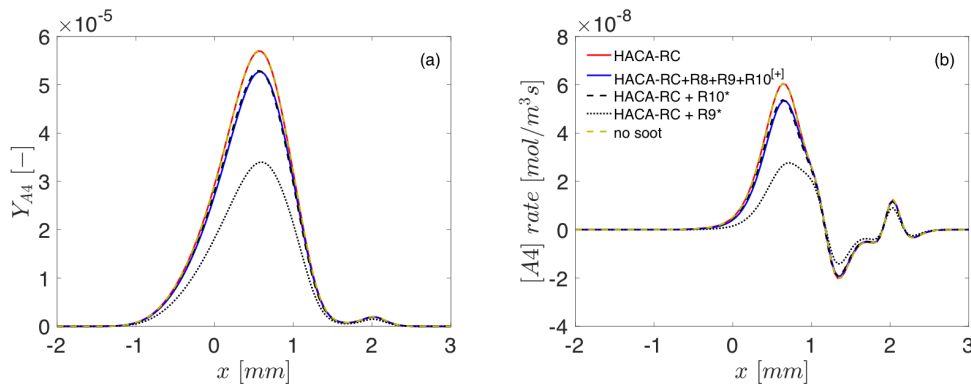 ×10⁻⁵
6
5
4
3
2
1
0
Y_{A4} [−]
(a)
-2
-1
0
1
2
3
x [mm]
×10⁻⁸
8
6
4
2
0
-2
-4
[A4] rate [mol/m³s]
(b)
HACA-RC
HACA-RC+R8+R9+R10[+]
HACA-RC + R10*
HACA-RC + R9*
no soot
-2
-1
0
1
2
3
x [mm]